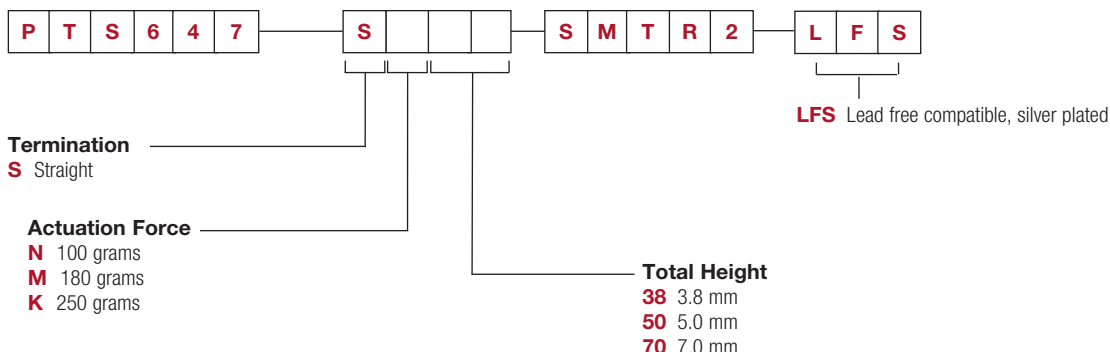 P T S 6 4 7 S S M T R 2 L F S
LFS Lead free compatible, silver plated
Termination
S Straight
Actuation Force
N 100 grams
M 180 grams
K 250 grams
Total Height
38 3.8 mm
50 5.0 mm
70 7.0 mm